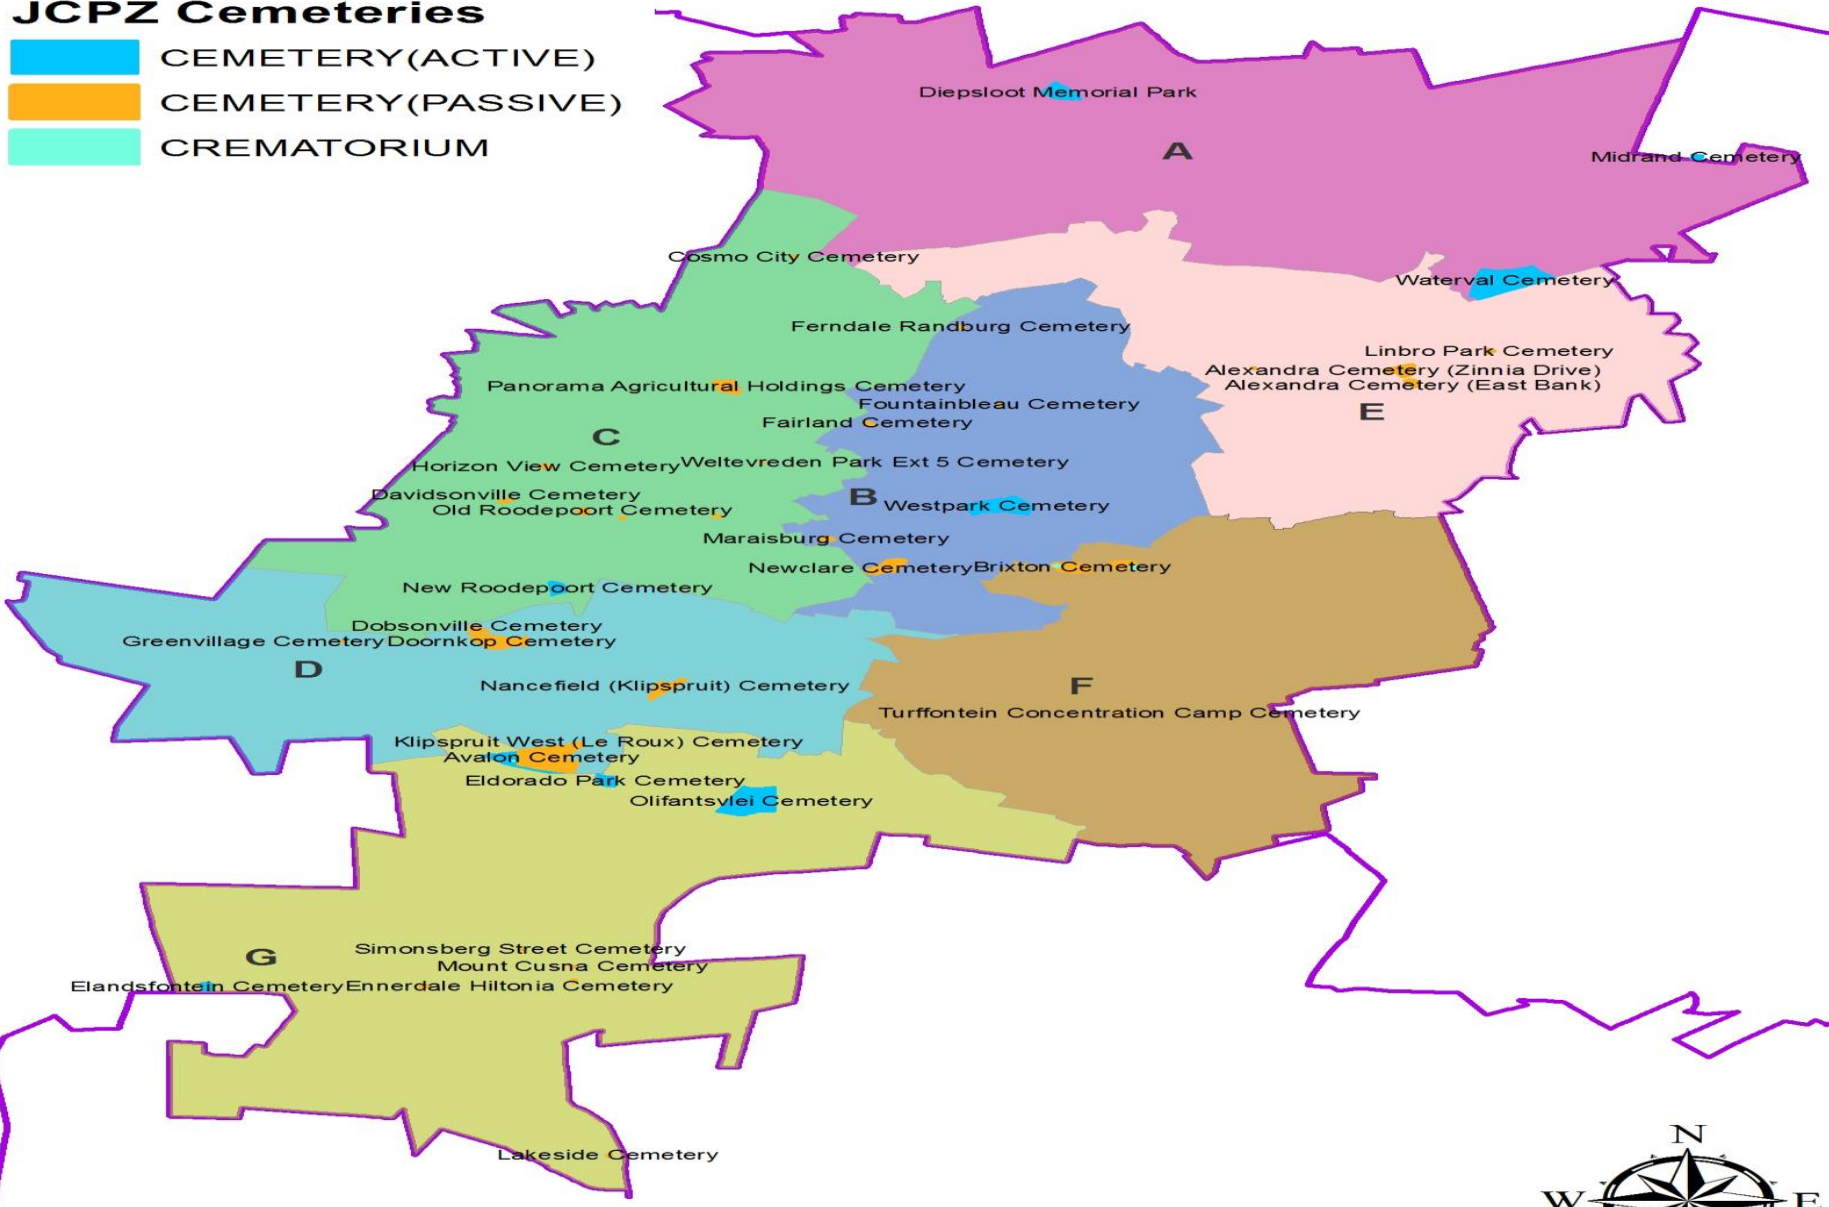 JCPZ Cemeteries
CEMETERY(ACTIVE)
CEMETERY(PASSIVE)
CREMATORIUM
Diepsloot Memorial Park
A
Midrand Cemetery
Cosmo City Cemetery
Waterval Cemetery
Ferndale Randburg Cemetery
Linbro Park Cemetery
Alexandra Cemetery (Zinnia Drive)
Alexandra Cemetery (East Bank)
Panorama Agricultural Holdings Cemetery
Fountainbleau Cemetery
E
Fairland Cemetery
C
Horizon View Cemetery
Weltevreden Park Ext 5 Cemetery
Davidsonville Cemetery
B
Westpark Cemetery
Old Roodepoort Cemetery
Maraisburg Cemetery
Newclare Cemetery
Brixton Cemetery
New Roodepoort Cemetery
Dobsonville Cemetery
Greenvillage Cemetery
Doornkop Cemetery
D
Nancefield (Klipspruit) Cemetery
F
Turffontein Concentration Camp Cemetery
Klipspruit West (Le Roux) Cemetery
Avalon Cemetery
Eldorado Park Cemetery
Olifantsvlei Cemetery
Simonsberg Street Cemetery
G
Mount Cusna Cemetery
Elandsfontein Cemetery
Ennerdale Hiltonia Cemetery
Lakeside Cemetery
N
W
E